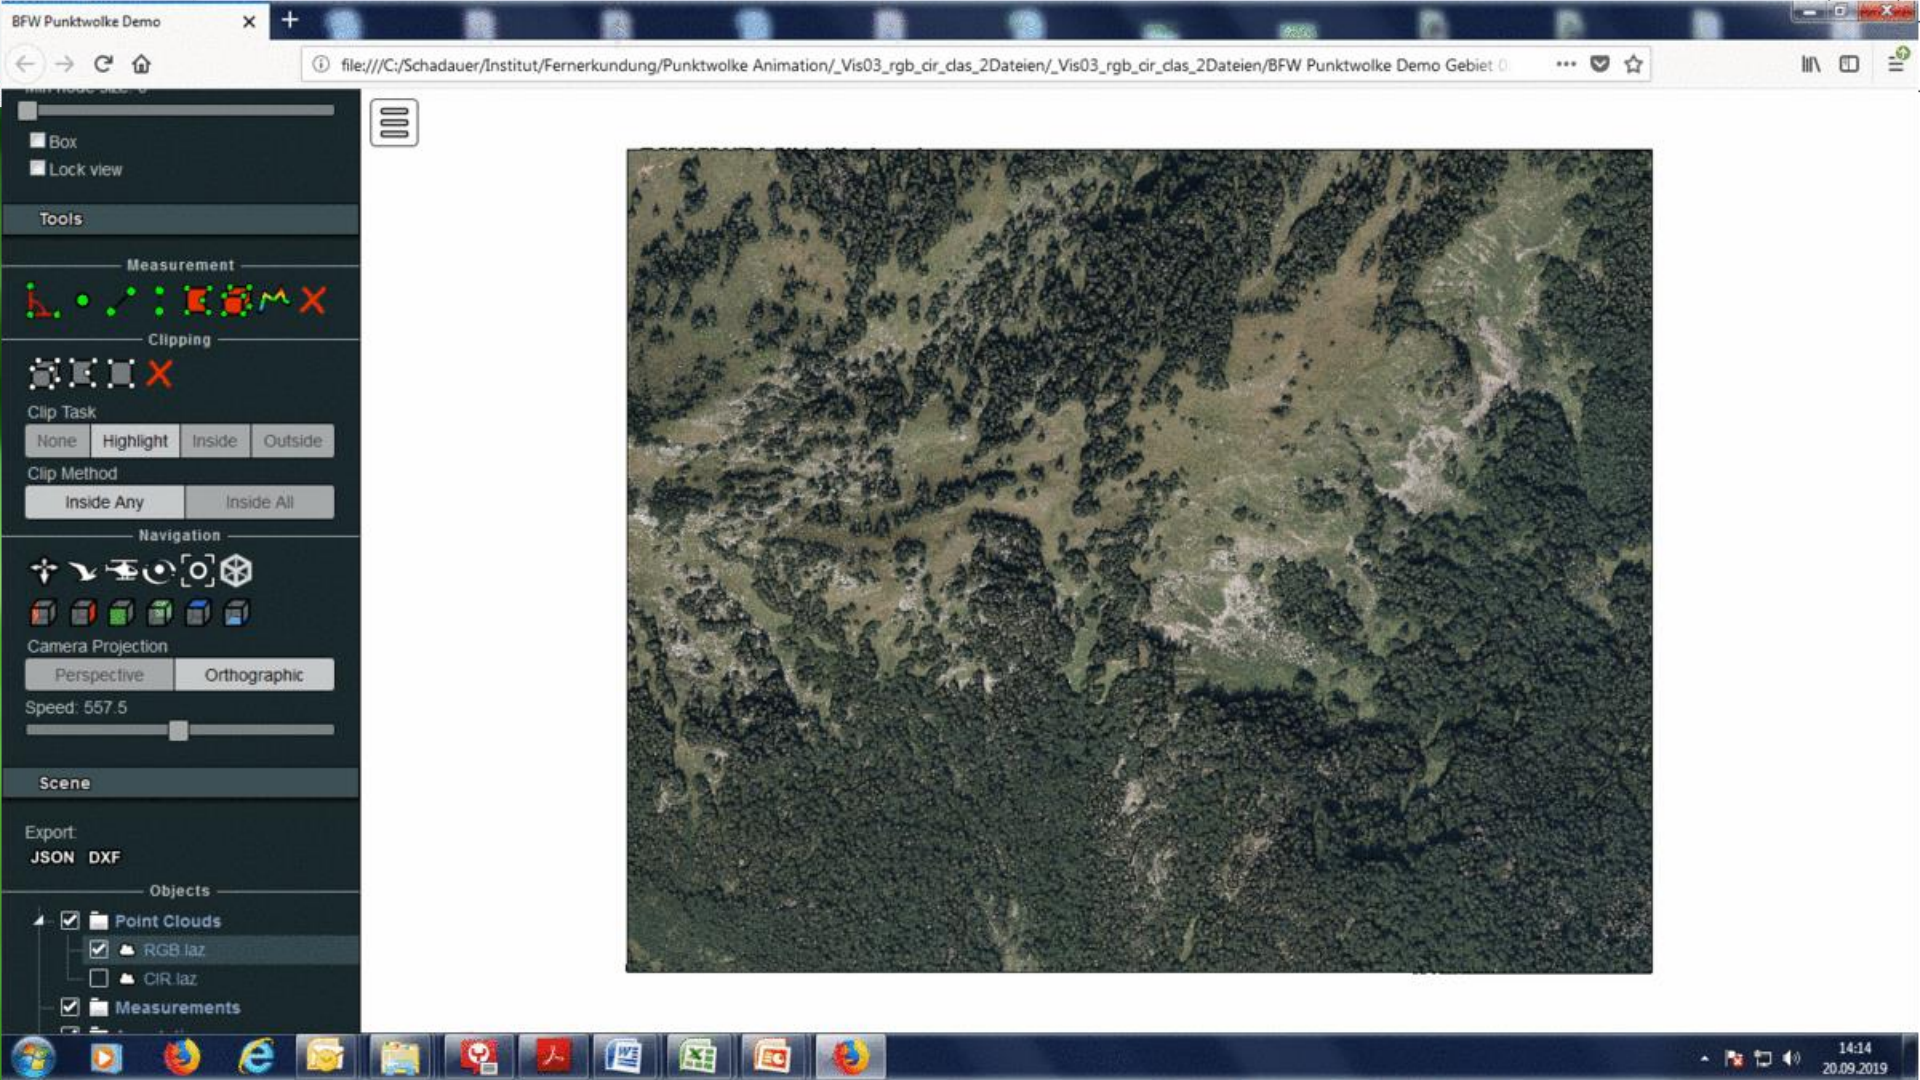 BFW Punktwolke Demo
file:///C:/Schadauer/Institut/Fernerkundung/Punktwolke Animation/_Vis03_rgb_cir_clas_2Dateien/_Vis03_rgb_cir_clas_2Dateien/BFW Punktwolke Demo Gebiet 0
Box
Lock view
Tools
Measurement
Clipping
Clip Task
None Highlight Inside Outside
Clip Method
Inside Any Inside All
Navigation
Camera Projection
Perspective Orthographic
Speed: 557.5
Scene
Export:
JSON DXF
Objects
Point Clouds
RGB.laz
CIR.laz
Measurements
14:14
20.09.2019